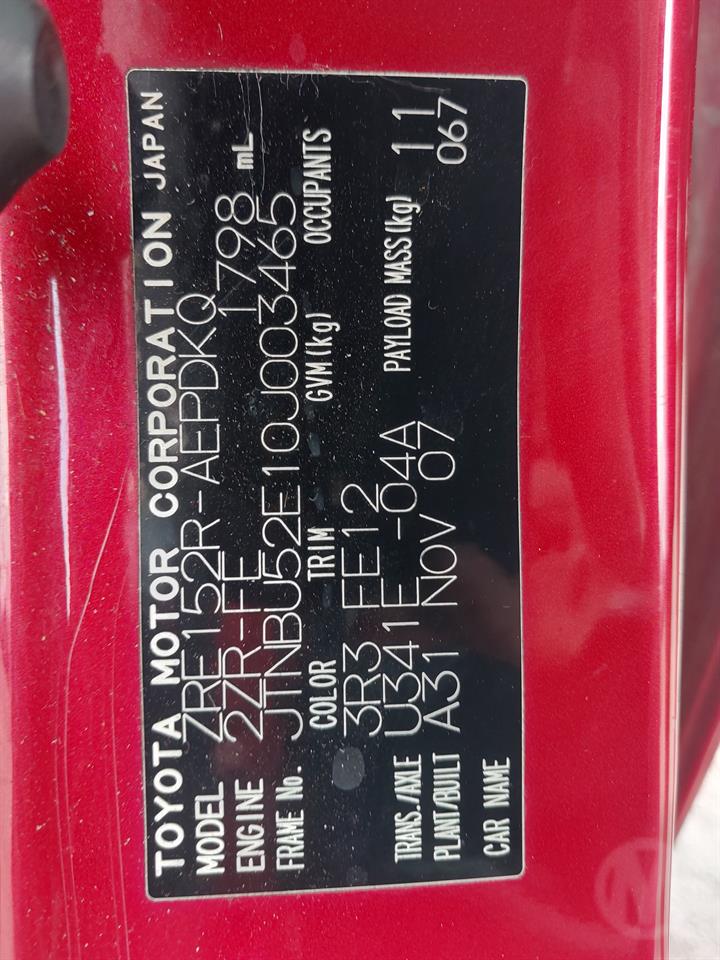 TOYOTA MOTOR CORPORATION JAPAN
MODEL ZRE152R-AEPDKQ
ENGINE 2ZR-FE 1798 mL
FRAME No. JTNBU52E10J003465
COLOR TRIM GVM(kg) OCCUPANTS
3R3 FE12
TRANS./AXLE U341E -04A PAYLOAD MASS(kg) 11
PLANT/BUILT A31 NOV 07 067
CAR NAME